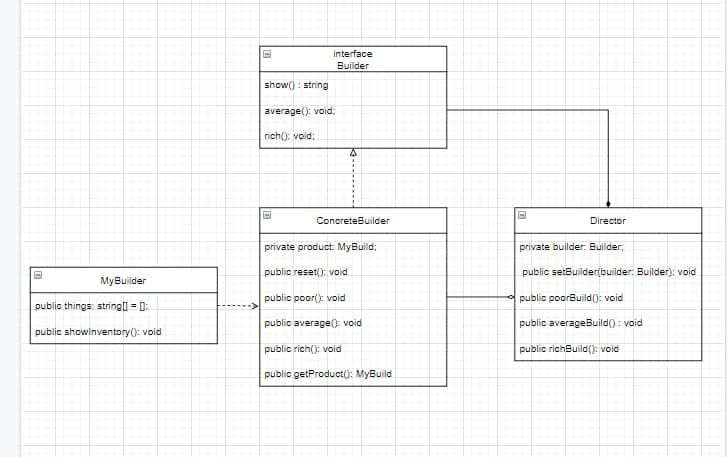 interface
Builder
show() : string
average(): void;
rich(): void;
ConcreteBuilder
private product: MyBuild;
public reset(): void
public poor(): void
public average(): void
public rich(): void
public getProduct(): MyBuild
Director
private builder: Builder;
public setBuilder(builder: Builder): void
public poorBuild(): void
public averageBuild() : void
public richBuild(): void
MyBuilder
public things: string[] = [];
public showInventory(): void